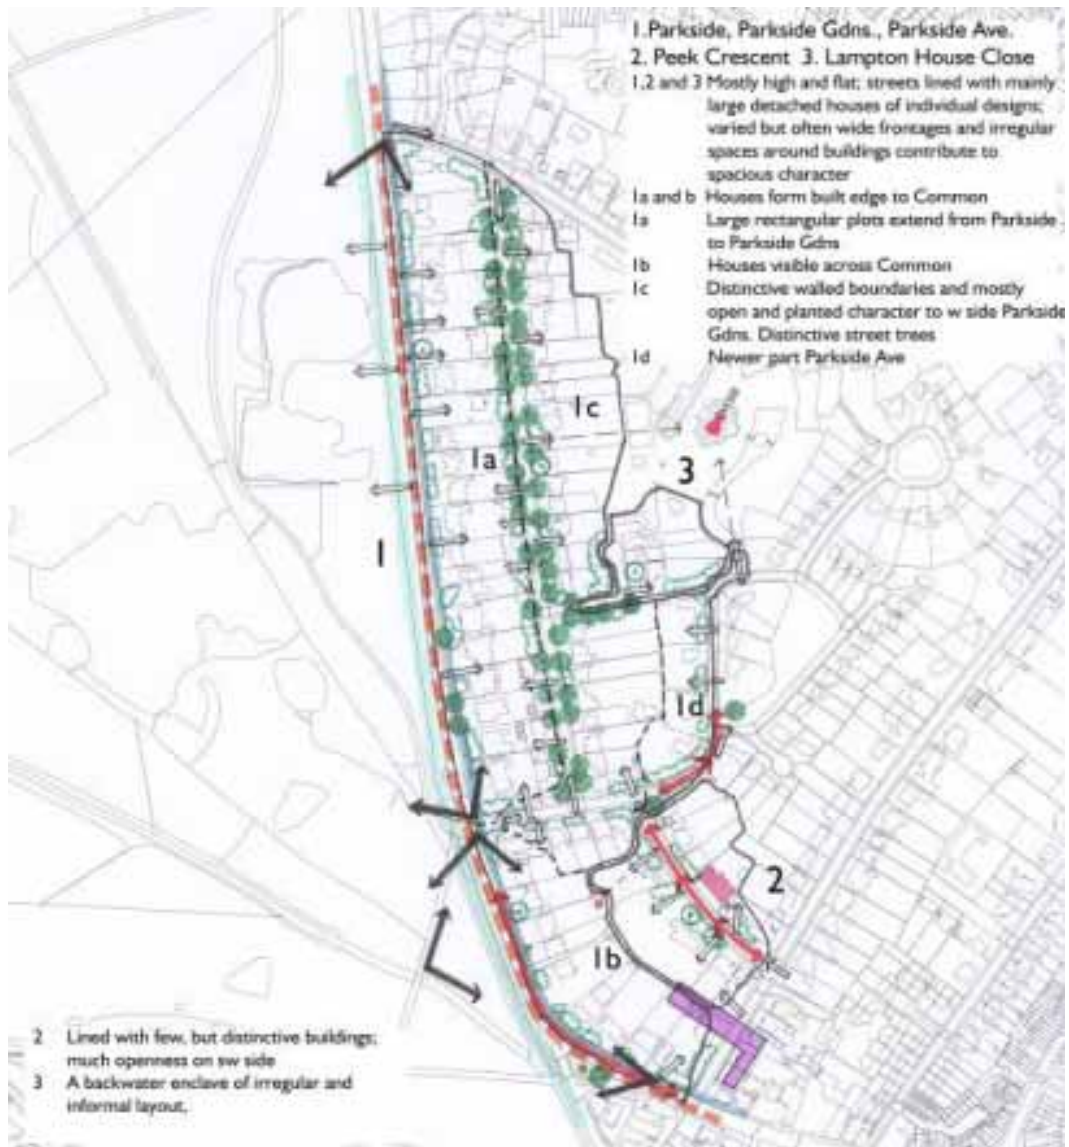 1.Parkside, Parkside Gdns., Parkside Ave.
2. Peek Crescent 3. Lampton House Close
1,2 and 3 Mostly high and flat; streets lined with mainly
large detached houses of individual designs;
varied but often wide frontages and irregular
spaces around buildings contribute to
spacious character
1a and b Houses form built edge to Common
1a Large rectangular plots extend from Parkside
to Parkside Gdns
1b Houses visible across Common
1c Distinctive walled boundaries and mostly
open and planted character to w side Parkside
Gdns. Distinctive street trees
1d Newer part Parkside Ave
1c
1a
3
1
1d
2
1b
2 Lined with few, but distinctive buildings;
much openness on sw side
3 A backwater enclave of irregular and
informal layout.